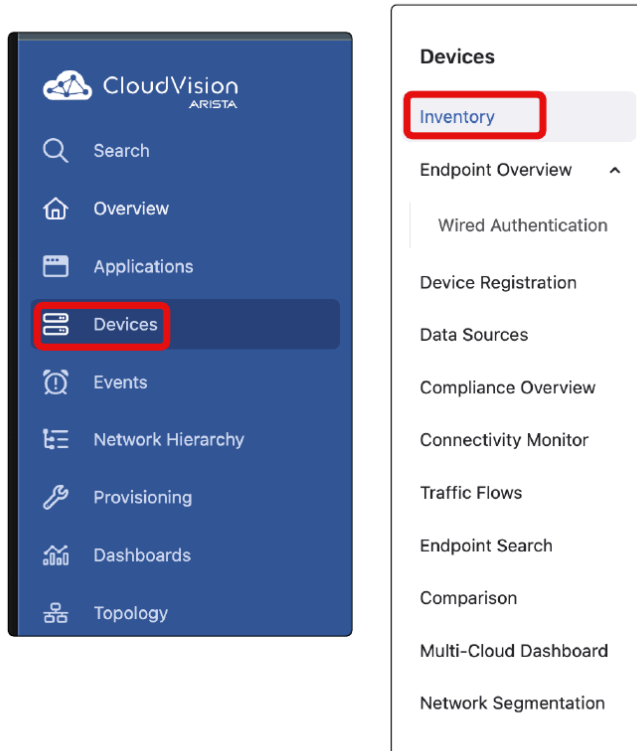 CloudVision
ARISTA
Search
Overview
Applications
Devices
Events
Network Hierarchy
Provisioning
Dashboards
Topology
Devices
Inventory
Endpoint Overview
Wired Authentication
Device Registration
Data Sources
Compliance Overview
Connectivity Monitor
Traffic Flows
Endpoint Search
Comparison
Multi-Cloud Dashboard
Network Segmentation